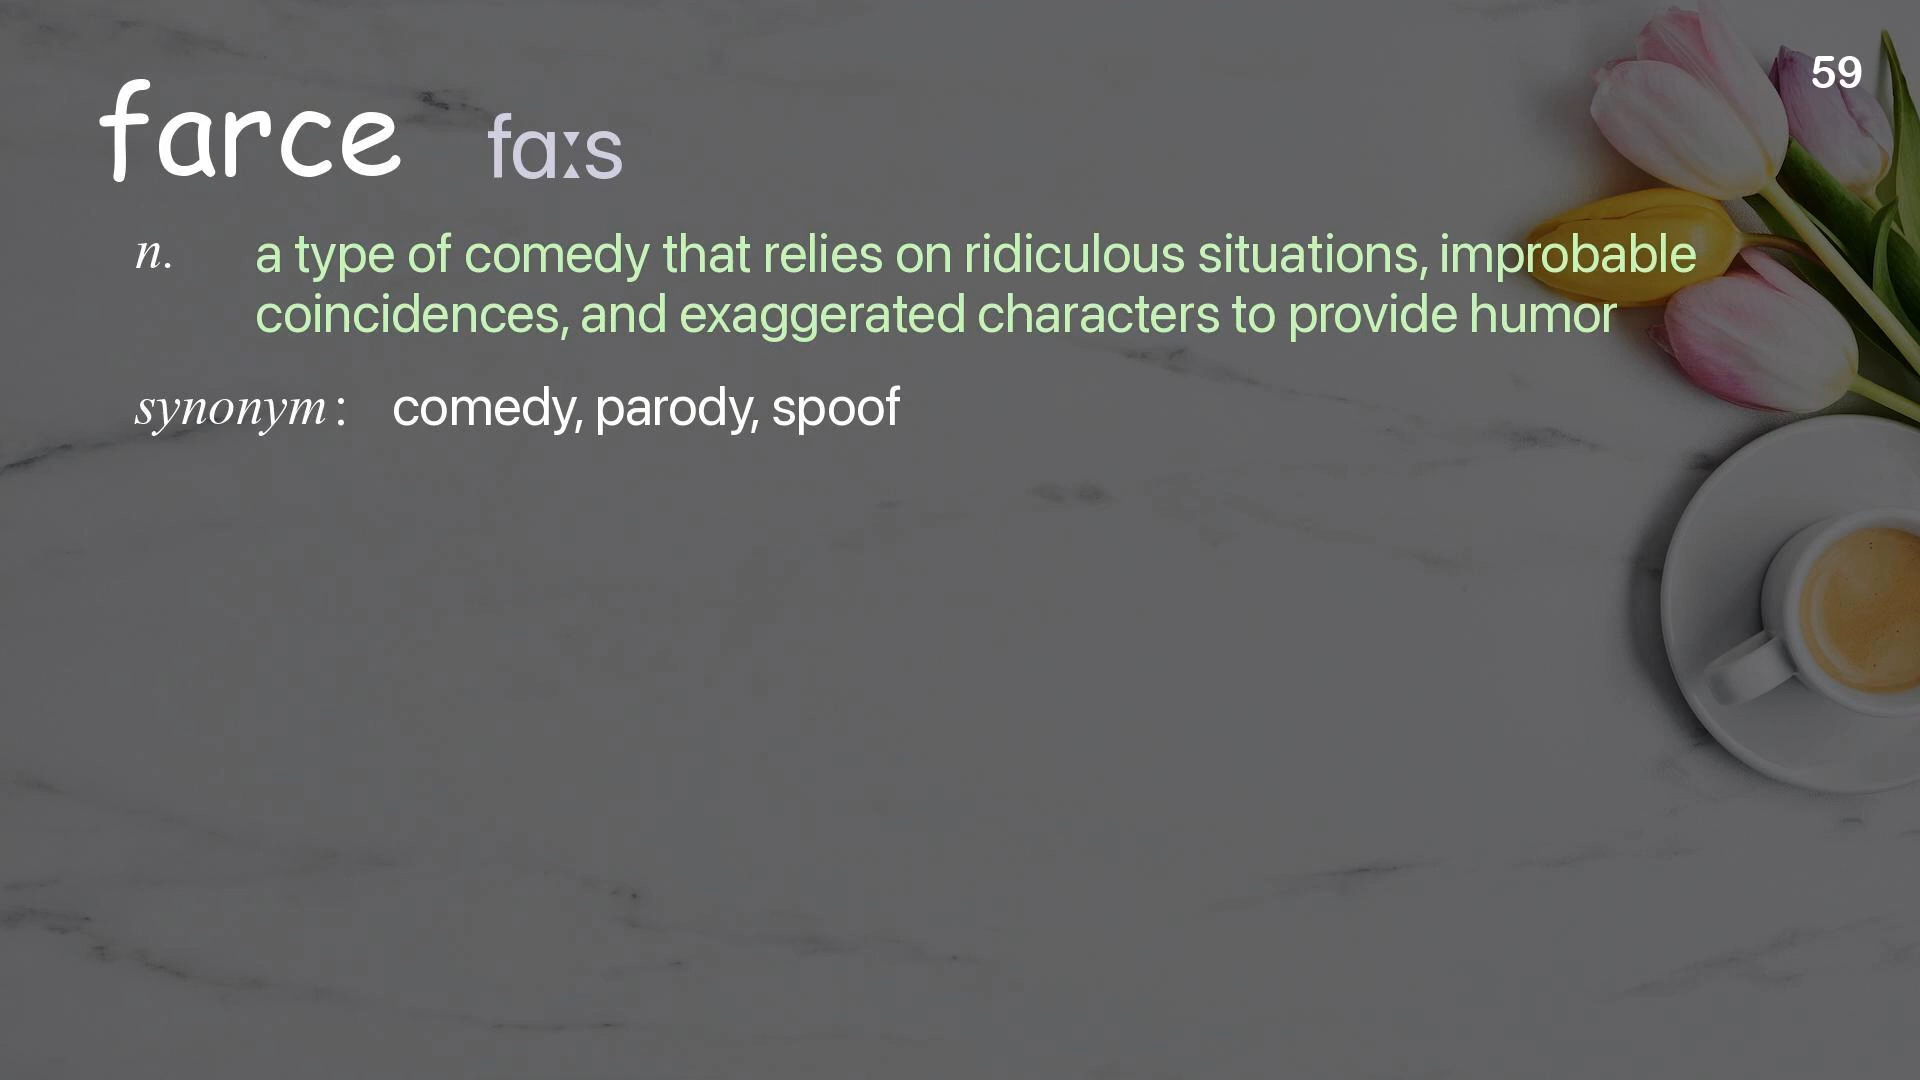 59
farce fɑːs
n. a type of comedy that relies on ridiculous situations, improbable
coincidences, and exaggerated characters to provide humor
synonym : comedy, parody, spoof